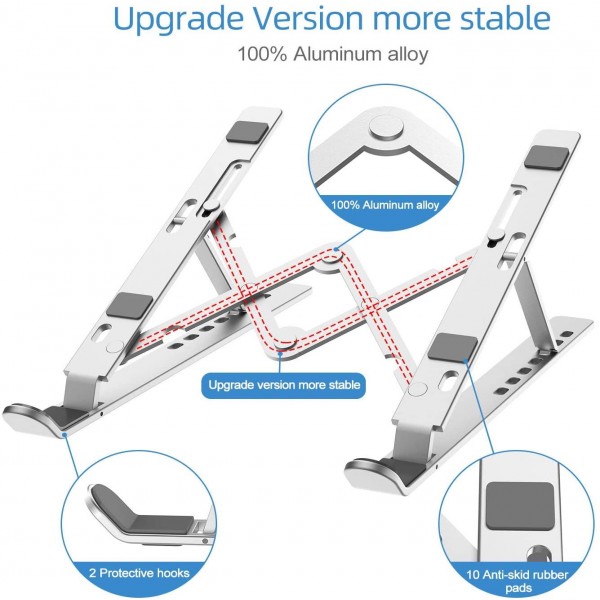 Upgrade Version more stable
100% Aluminum alloy
100% Aluminum alloy
Upgrade version more stable
2 Protective hooks
10 Anti-skid rubber
pads